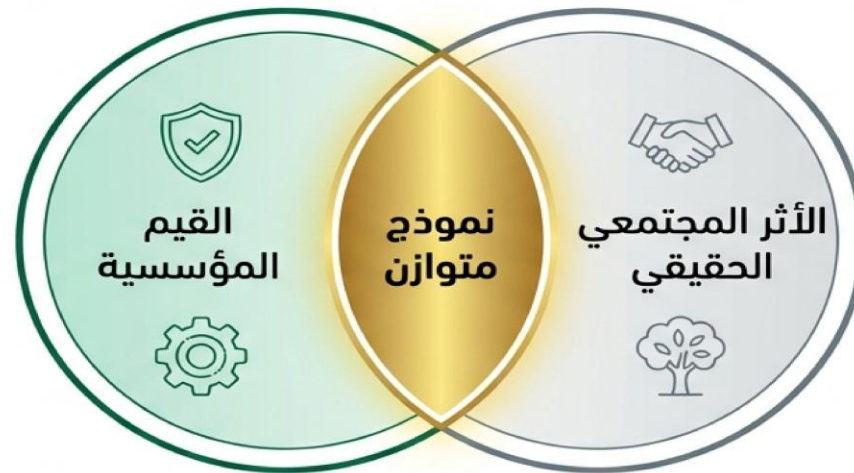 الأثر المجتمعي
الحقيقي
نموذج
متوازن
القيم
المؤسسية